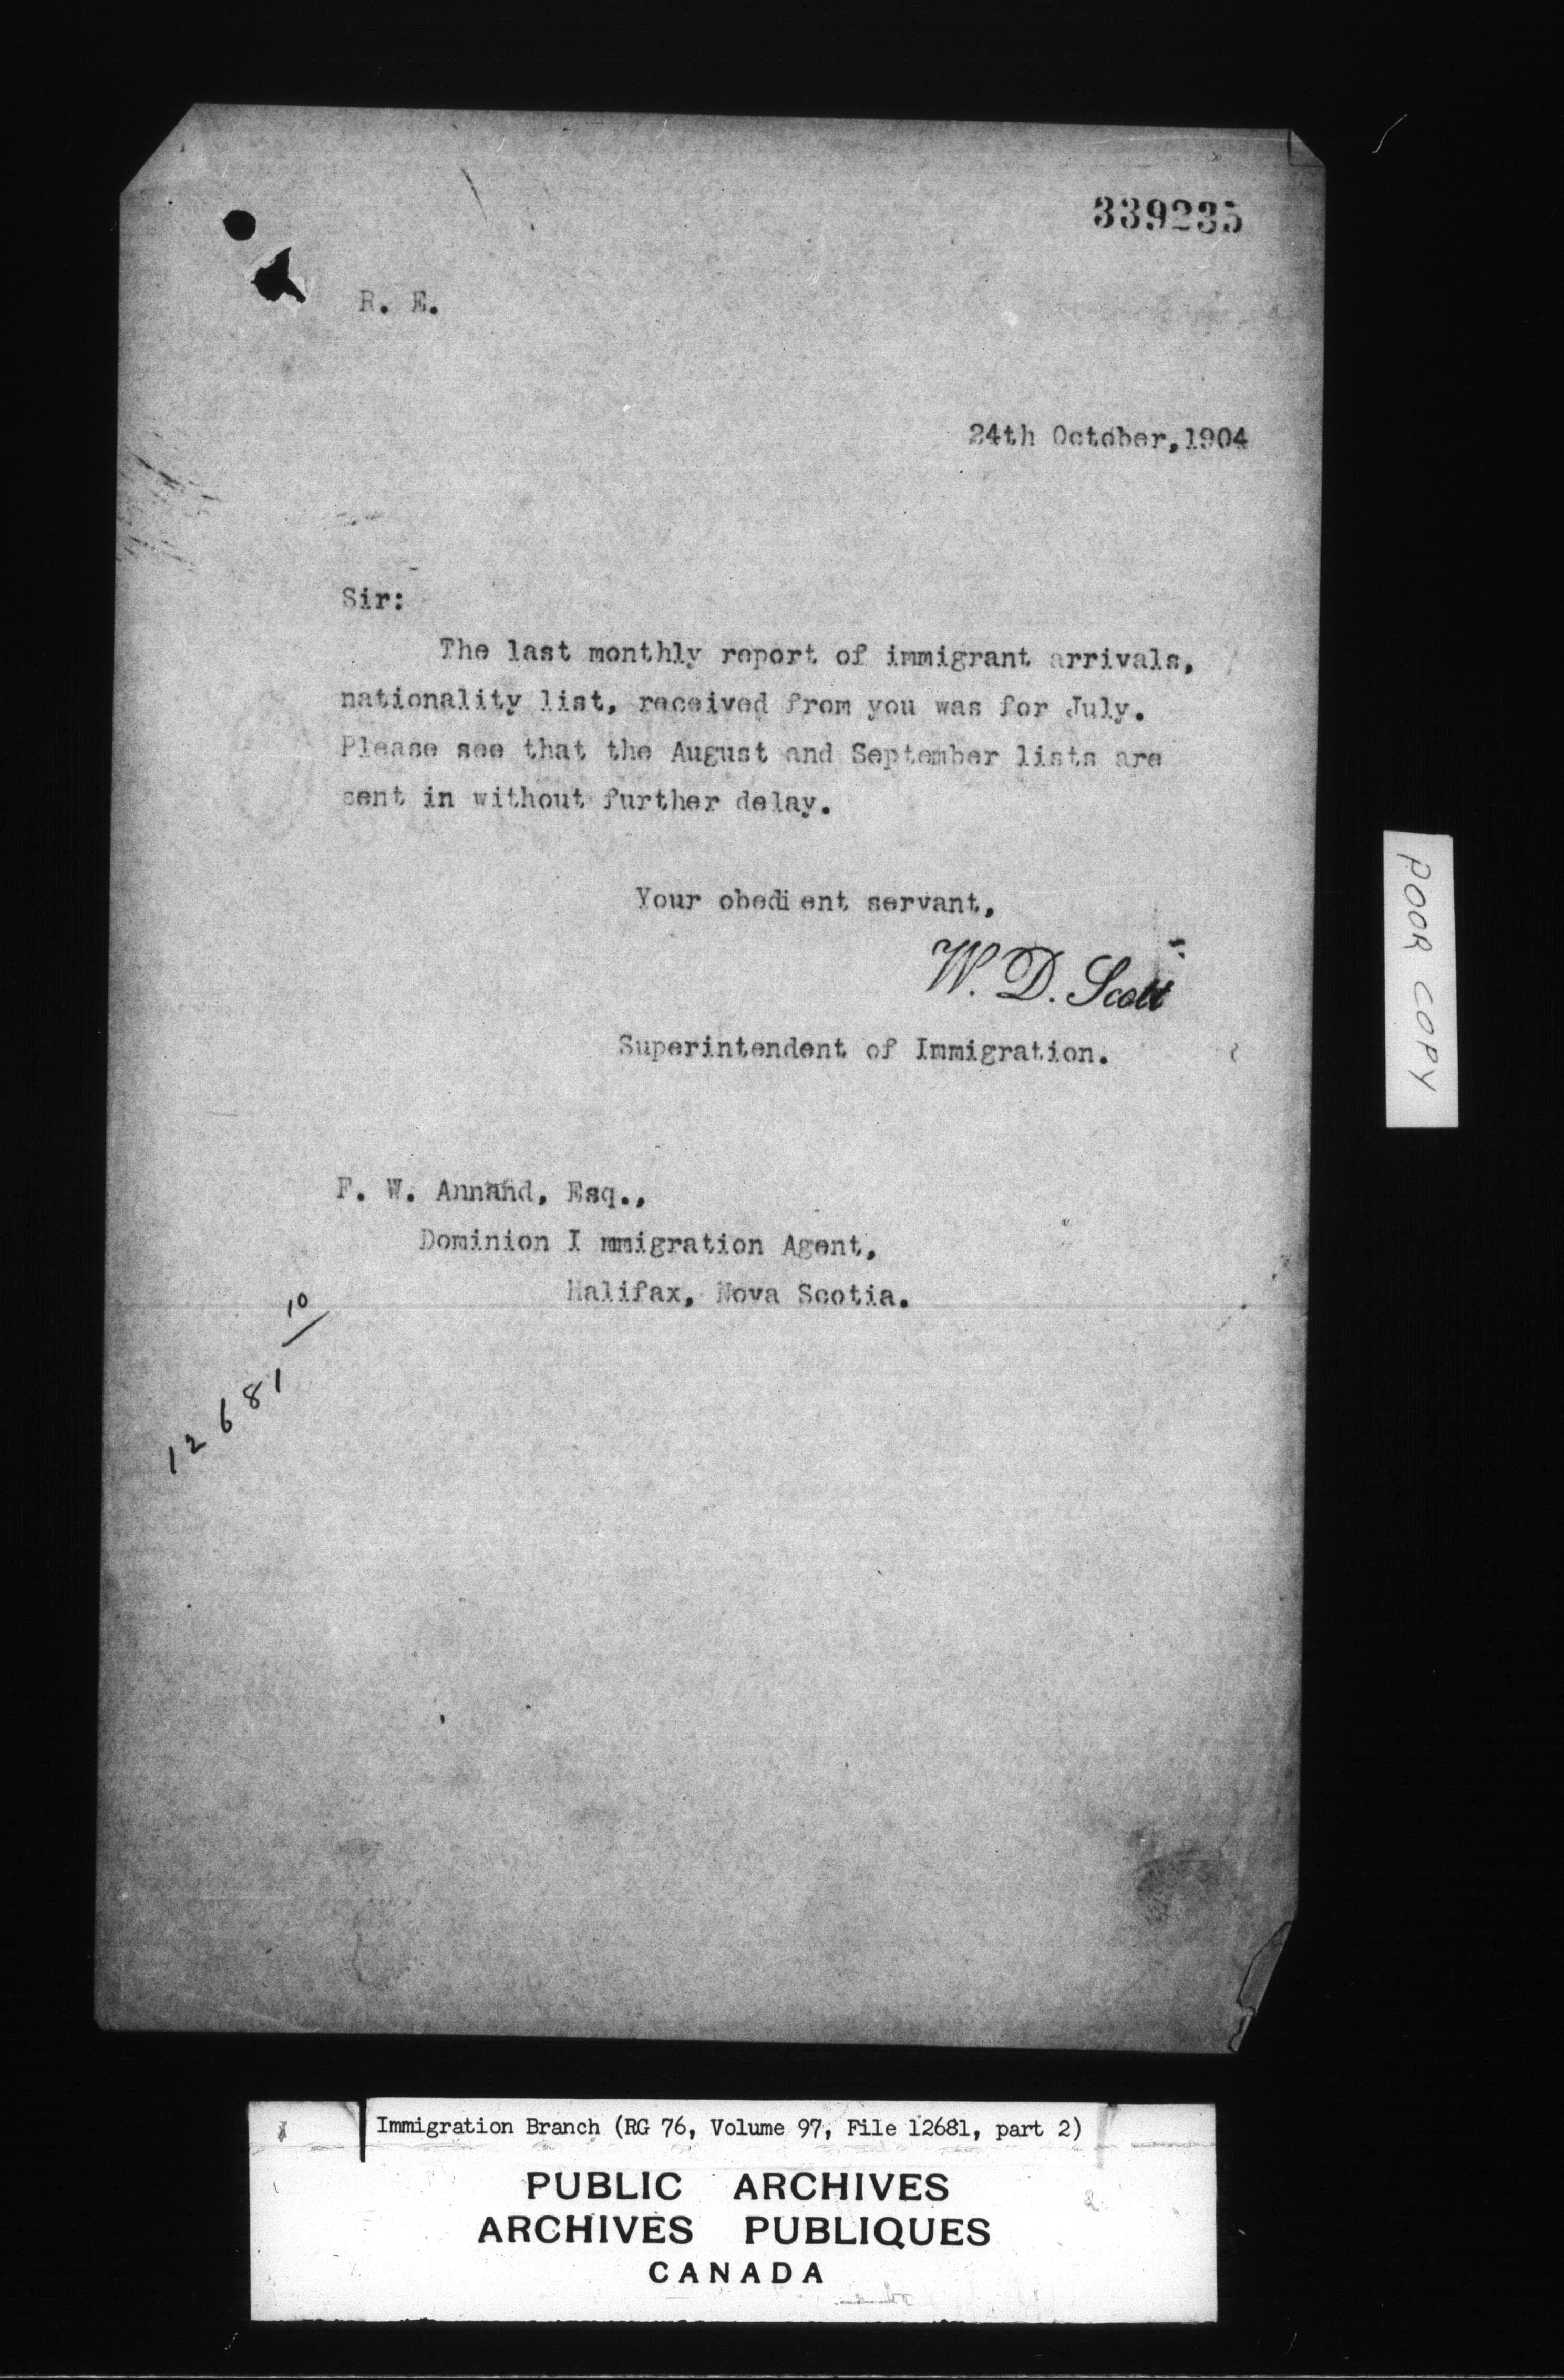 339235
R. E.
24th October,1904
Sir:
The last monthly report of immigrant arrivals,
nationality list, received from you was for July.
Please see that the August and September lists are
sent in without further delay.
Your obedient servant,
W. D. Scott
Superintendent of Immigration.
F. W. Annand, Esq.,
Dominion I mmigration Agent,
Halifax, Nova Scotia.
10
12681
POOR COPY
Immigration Branch (RG 76, Volume 97, File 12681, part 2)
PUBLIC ARCHIVES
ARCHIVES PUBLIQUES
CANADA